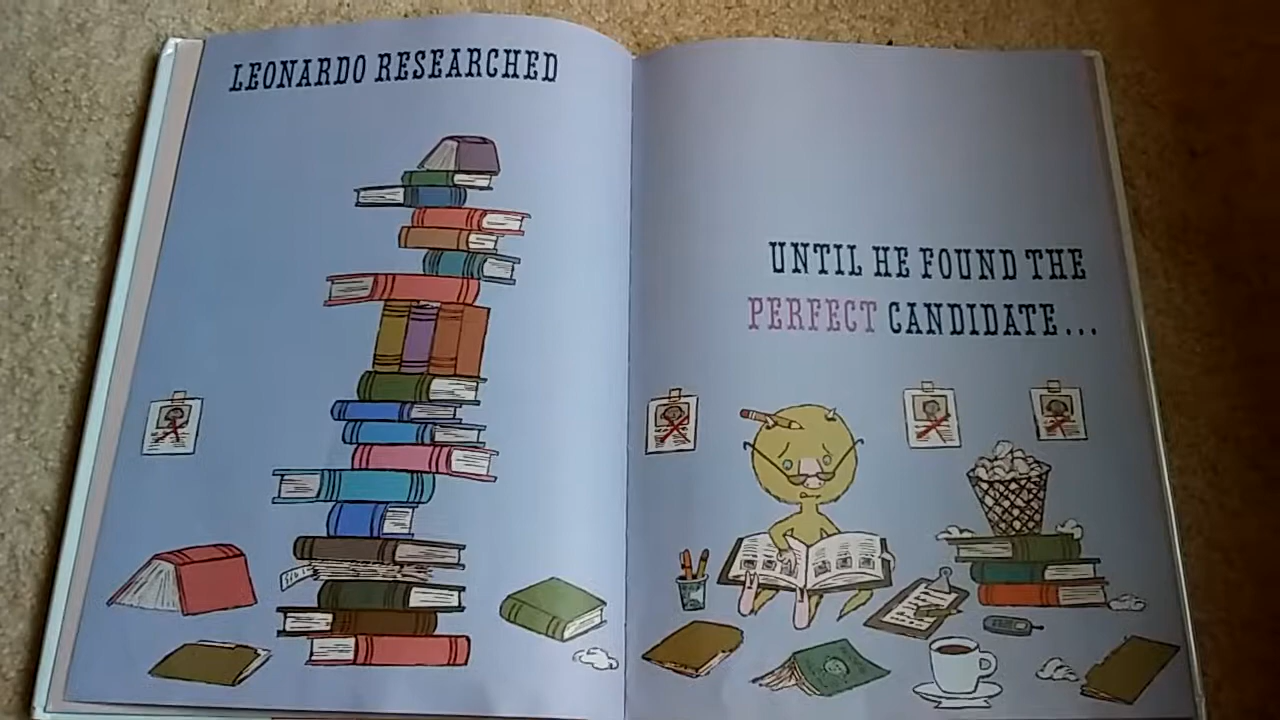 LEONARDO RESEARCHED
UNTIL HE FOUND THE
PERFECT CANDIDATE...